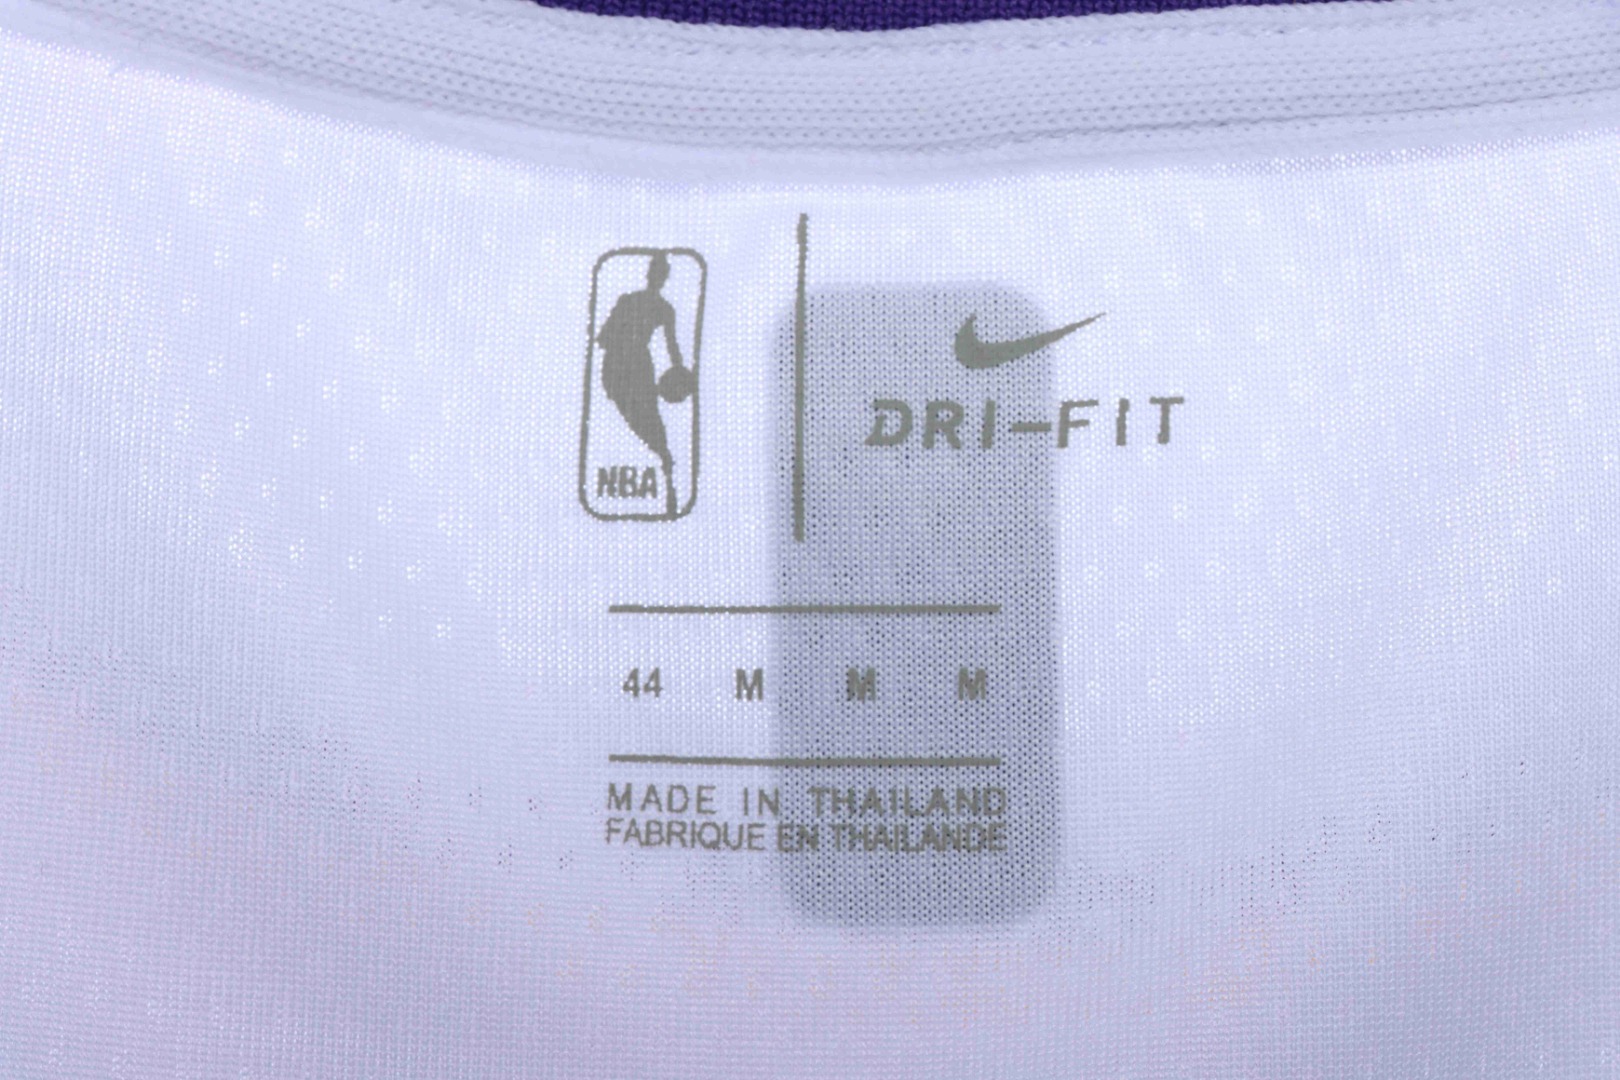 NBA
DRI-FIT
44 M M M
MADE IN THAILAND
FABRIQUE EN THAILANDE